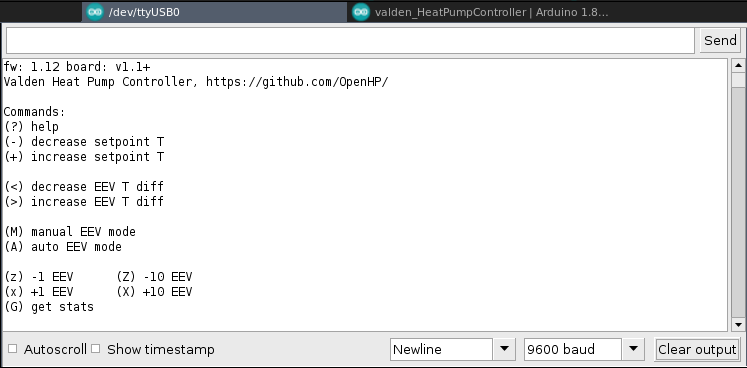 /dev/ttyUSB0
valden_HeatPumpController | Arduino 1.8...
Send
fw: 1.12 board: v1.1+
Valden Heat Pump Controller, https://github.com/OpenHP/
Commands:
(?) help
(-) decrease setpoint T
(+) increase setpoint T
(<) decrease EEV T diff
(>) increase EEV T diff
(M) manual EEV mode
(A) auto EEV mode
(z) -1 EEV (Z) -10 EEV
(x) +1 EEV (X) +10 EEV
(G) get stats
Autoscroll Show timestamp Newline 9600 baud Clear output